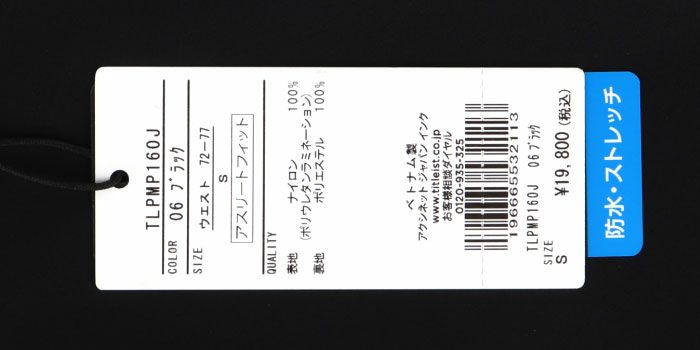 TLPMP160J
COLOR
06 ブラック
SIZE
ウエスト 72-77
S
アスリートフィット
QUALITY
表地 ナイロン 100%
(ポリウレタンラミネーション)
裏地 ポリエステル 100%
ベトナム製
アクシネット ジャパン インク
www.titleist.co.jp
お客様相談ダイヤル
0120-935-325
196665532113
TLPMP160J 06 ブラック
SIZE
S
¥19,800 (税込)
防水・ストレッチ